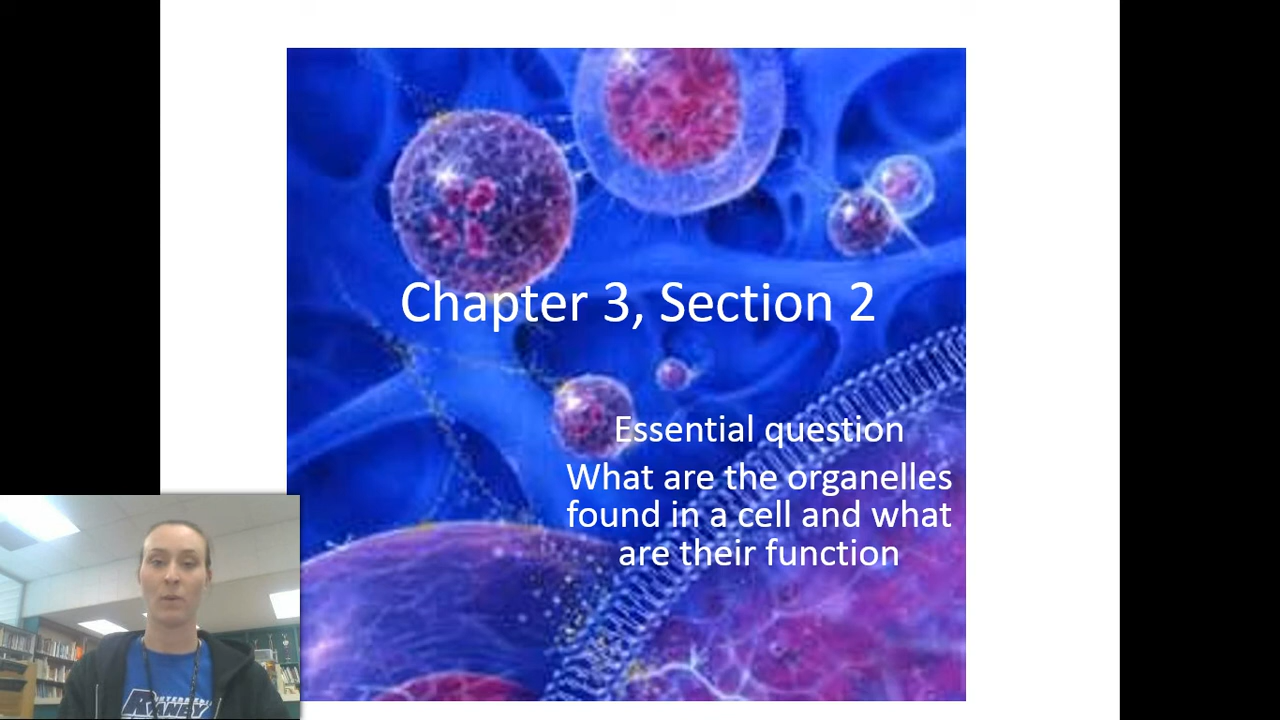 Chapter 3, Section 2
Essential question
What are the organelles
found in a cell and what
are their function